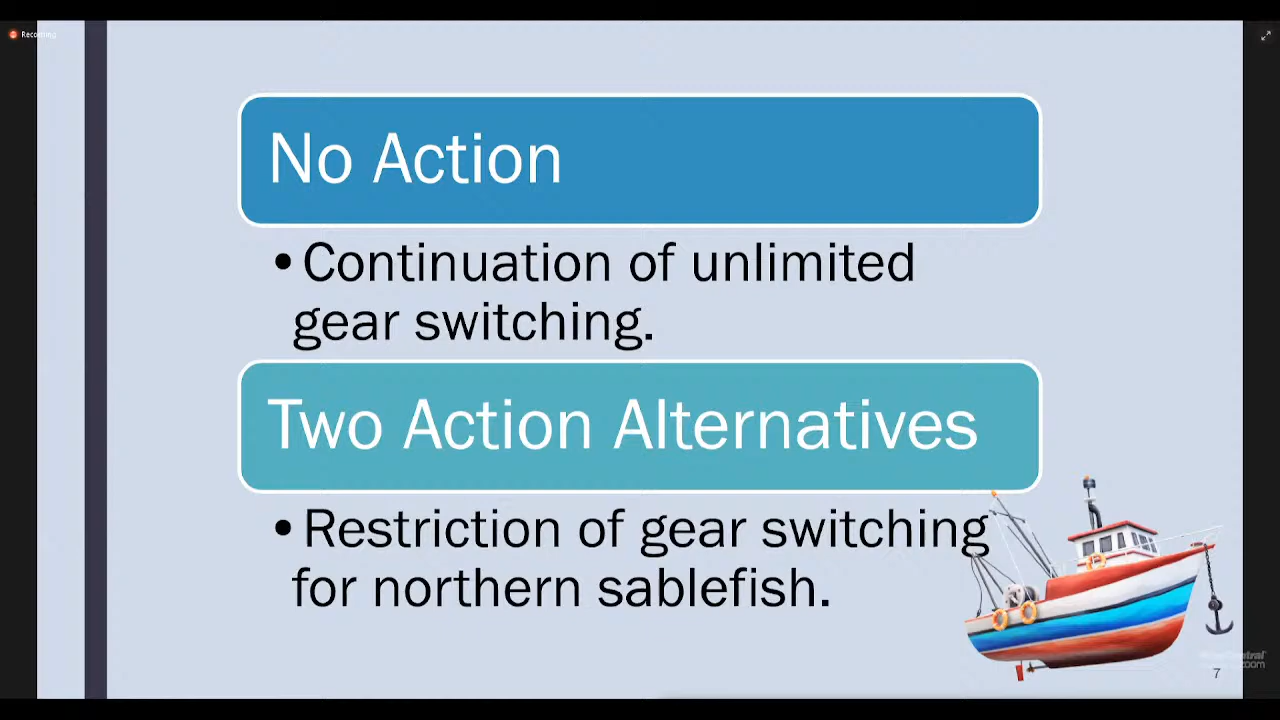 Recording
No Action
•Continuation of unlimited
gear switching.
Two Action Alternatives
•Restriction of gear switching
for northern sablefish.
zoom
7